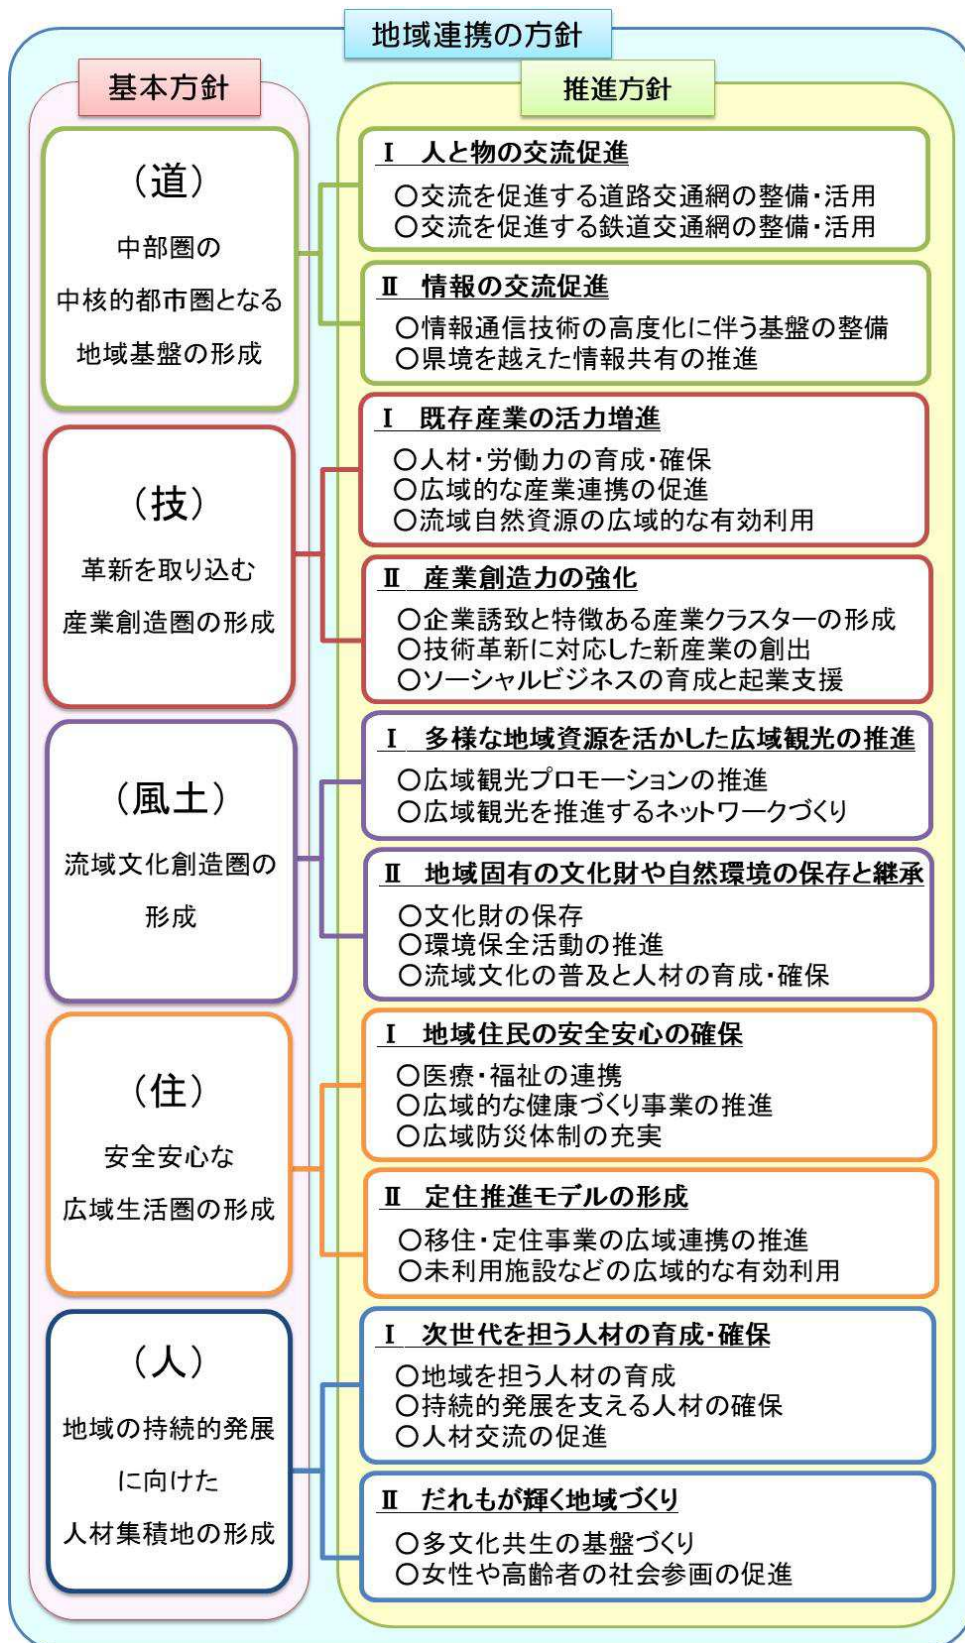 地域連携の方針
基本方針
推進方針
（道）
中部圏の
中核的都市圏となる
地域基盤の形成
Ⅰ 人と物の交流促進
○交流を促進する道路交通網の整備・活用
○交流を促進する鉄道交通網の整備・活用
Ⅱ 情報の交流促進
○情報通信技術の高度化に伴う基盤の整備
○県境を越えた情報共有の推進
（技）
革新を取り込む
産業創造圏の形成
Ⅰ 既存産業の活力増進
○人材・労働力の育成・確保
○広域的な産業連携の促進
○流域自然資源の広域的な有効利用
Ⅱ 産業創造力の強化
○企業誘致と特徴ある産業クラスターの形成
○技術革新に対応した新産業の創出
○ソーシャルビジネスの育成と起業支援
（風土）
流域文化創造圏の
形成
Ⅰ 多様な地域資源を活かした広域観光の推進
○広域観光プロモーションの推進
○広域観光を推進するネットワークづくり
Ⅱ 地域固有の文化財や自然環境の保存と継承
○文化財の保存
○環境保全活動の推進
○流域文化の普及と人材の育成・確保
（住）
安全安心な
広域生活圏の形成
Ⅰ 地域住民の安全安心の確保
○医療・福祉の連携
○広域的な健康づくり事業の推進
○広域防災体制の充実
Ⅱ 定住推進モデルの形成
○移住・定住事業の広域連携の推進
○未利用施設などの広域的な有効利用
（人）
地域の持続的発展
に向けた
人材集積地の形成
Ⅰ 次世代を担う人材の育成・確保
○地域を担う人材の育成
○持続的発展を支える人材の確保
○人材交流の促進
Ⅱ だれもが輝く地域づくり
○多文化共生の基盤づくり
○女性や高齢者の社会参画の促進